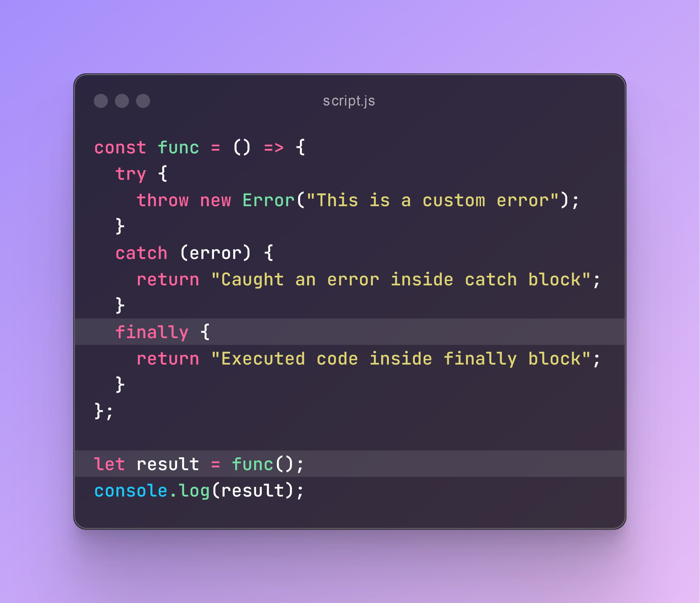 script.js
const func = () => {
  try {
    throw new Error("This is a custom error");
  }
  catch (error) {
    return "Caught an error inside catch block";
  }
  finally {
    return "Executed code inside finally block";
  }
};

let result = func();
console.log(result);